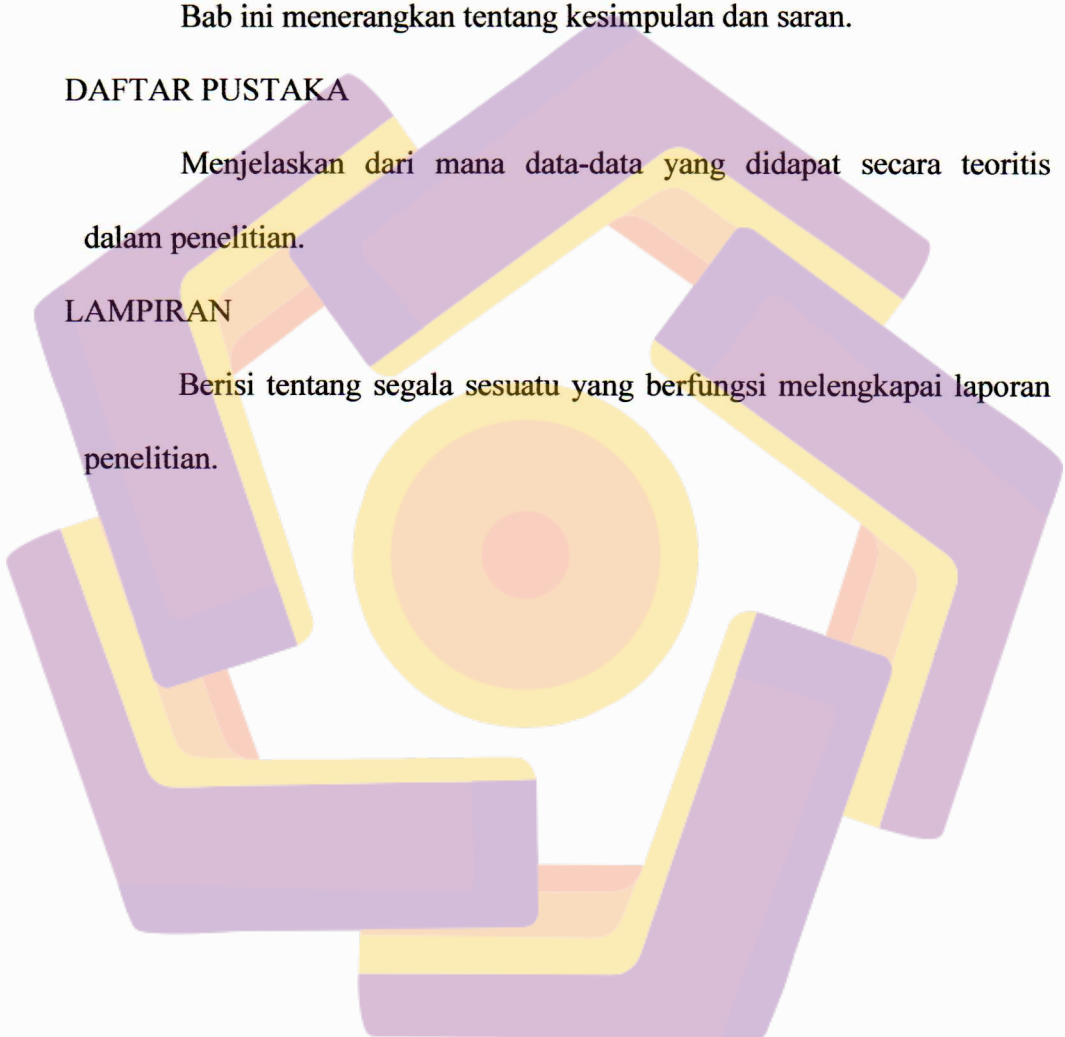 Bab ini menerangkan tentang kesimpulan dan saran.
DAFTAR PUSTAKA
Menjelaskan dari mana data-data yang didapat secara teoritis
dalam penelitian.
LAMPIRAN
Berisi tentang segala sesuatu yang berfungsi melengkapai laporan
penelitian.